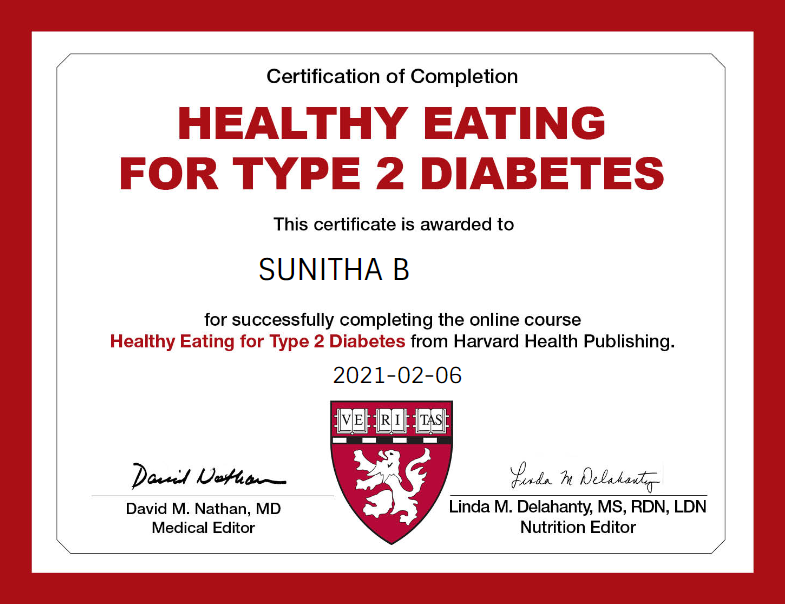 Certification of Completion
HEALTHY EATING
FOR TYPE 2 DIABETES
This certificate is awarded to
SUNITHA B
for successfully completing the online course
Healthy Eating for Type 2 Diabetes from Harvard Health Publishing.
2021-02-06
VE RI TAS
David Nathan
David M. Nathan, MD
Medical Editor
Linda M Delahanty
Linda M. Delahanty, MS, RDN, LDN
Nutrition Editor